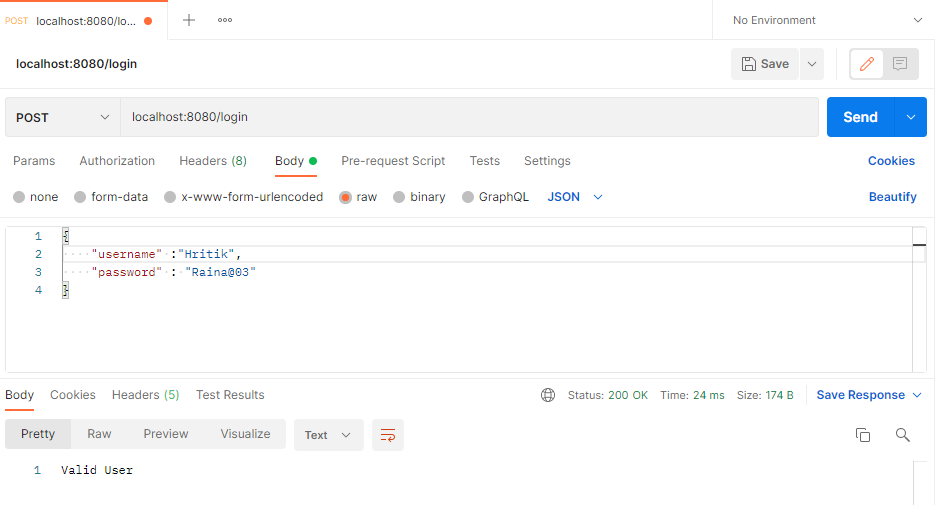 POST localhost:8080/lo...
No Environment
localhost:8080/login
Save
POST localhost:8080/login
Send
Params Authorization Headers (8) Body Pre-request Script Tests Settings Cookies
none form-data x-www-form-urlencoded raw binary GraphQL JSON Beautify
1 {
2 "username" :"Hritik",
3 "password" : "Raina@03"
4 }
Body Cookies Headers (5) Test Results Status: 200 OK Time: 24 ms Size: 174 B Save Response
Pretty Raw Preview Visualize Text
1 Valid User